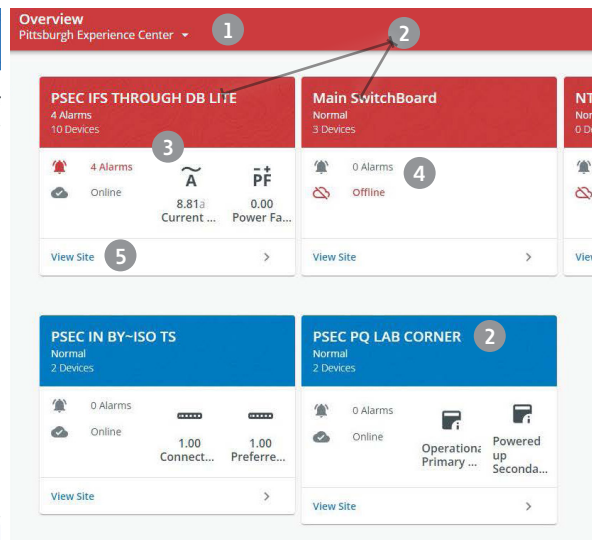 Overview
Pittsburgh Experience Center
1
2
PSEC IFS THROUGH DB LITE
4 Alarms
10 Devices
3
4 Alarms
Online
A
8.81a
Current ...
PF
0.00
Power Fa...
View Site
5
Main SwitchBoard
Normal
3 Devices
0 Alarms
4
Offline
View Site
NT
PSEC IN BY~ISO TS
Normal
2 Devices
0 Alarms
Online
1.00
Connect...
1.00
Preferre...
View Site
PSEC PQ LAB CORNER
2
Normal
2 Devices
0 Alarms
Online
Operationa
Primary ...
Powered
up
Seconda...
View Site